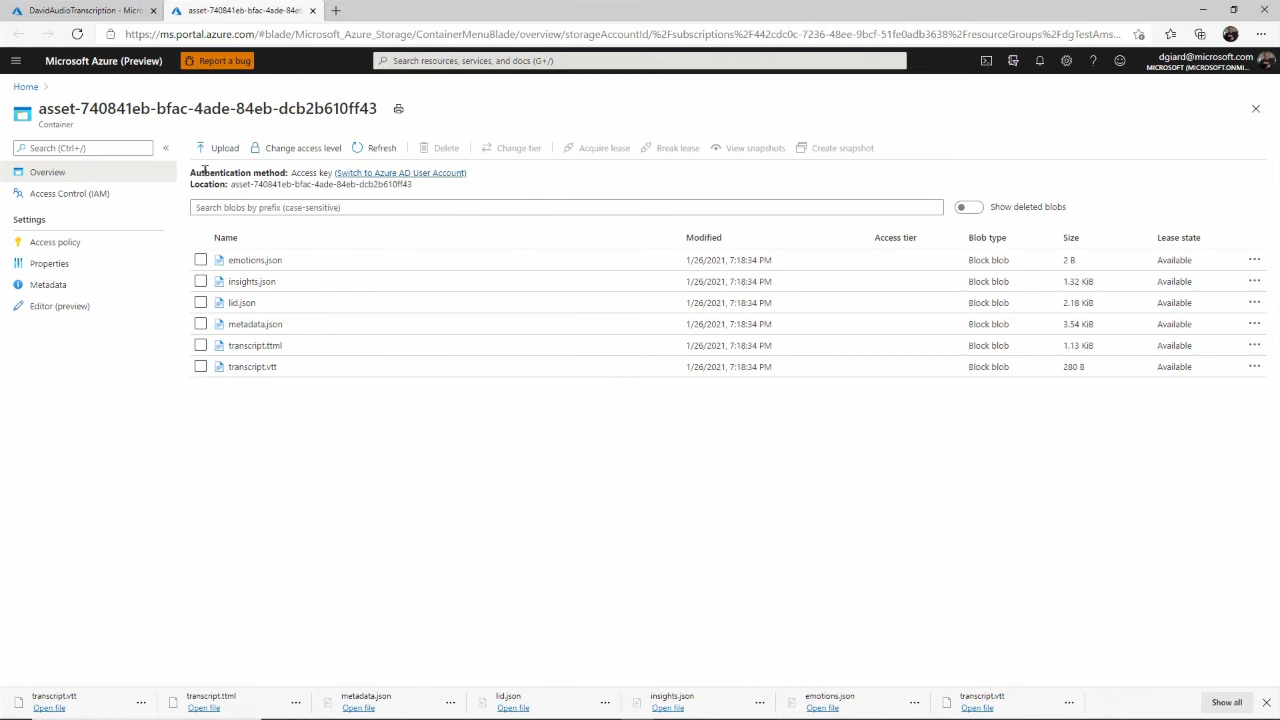 DavidAudioTranscription - Micro
asset-740841eb-bfac-4ade-84eb-
https://ms.portal.azure.com/#blade/Microsoft_Azure_Storage/ContainerMenuBlade/overview/storageAccountId/%2Fsubscriptions%2F442cdc0c-7236-48ee-9bcf-51fe0adb3638%2FresourceGroups%2FdgTestAms...
Microsoft Azure (Preview)
Report a bug
Search resources, services, and docs (G+/)
dgiard@microsoft.com
MICROSOFT (MICROSOFT.ONMI...
Home
asset-740841eb-bfac-4ade-84eb-dcb2b610ff43
Container
Search (Ctrl+/)
Upload Change access level Refresh Delete Change tier Acquire lease Break lease View snapshots Create snapshot
Overview
Access Control (IAM)
Settings
Access policy
Properties
Metadata
Editor (preview)
Authentication method: Access key (Switch to Azure AD User Account)
Location: asset-740841eb-bfac-4ade-84eb-dcb2b610ff43
Search blobs by prefix (case-sensitive)
Show deleted blobs
Name Modified Access tier Blob type Size Lease state
emotions.json 1/26/2021, 7:18:34 PM Block blob 2 B Available ...
insights.json 1/26/2021, 7:18:34 PM Block blob 1.32 KiB Available ...
lid.json 1/26/2021, 7:18:34 PM Block blob 2.18 KiB Available ...
metadata.json 1/26/2021, 7:18:34 PM Block blob 3.54 KiB Available ...
transcript.ttml 1/26/2021, 7:18:34 PM Block blob 1.13 KiB Available ...
transcript.vtt 1/26/2021, 7:18:34 PM Block blob 280 B Available ...
transcript.vtt transcript.ttml metadata.json lid.json insights.json emotions.json transcript.vtt
Open file Open file Open file Open file Open file Open file Open file
Show all